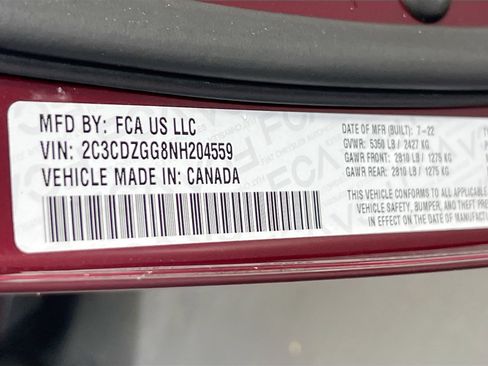 MFD BY: FCA US LLC
VIN: 2C3CDZGG8NH204559
VEHICLE MADE IN: CANADA
DATE OF MFR (BUILT): 7-22
GVWR: 5350 LB / 2427 KG
GAWR FRONT: 2810 LB / 1275 KG
GAWR REAR: 2810 LB / 1275 KG
THIS VEHICLE CONFORMS TO ALL APPLICABLE
VEHICLE SAFETY, BUMPER, AND THEFT PREVENT
IN EFFECT ON THE DATE OF MANUFACTUR